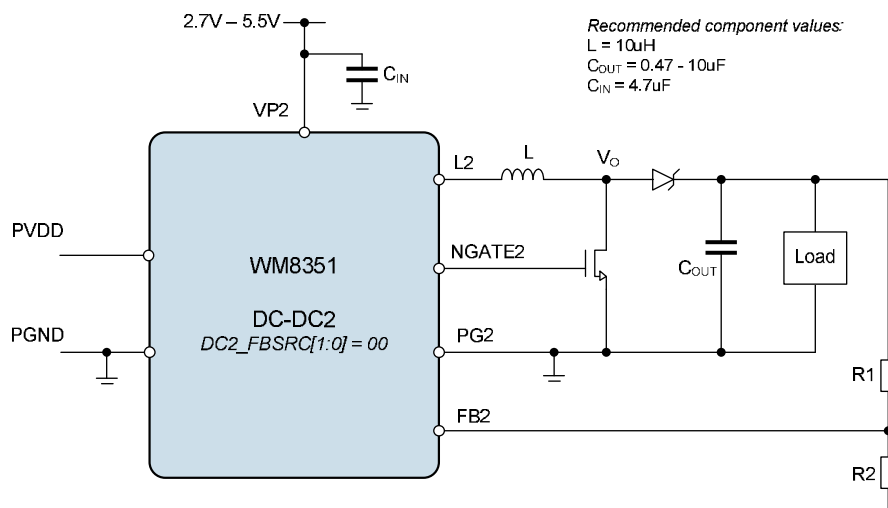 2.7V – 5.5V
Recommended component values:
L = 10uH
COUT = 0.47 - 10uF
CIN = 4.7uF
CIN
VP2
L2
L
VO
PVDD
NGATE2
WM8351
COUT
Load
DC-DC2
DC2_FBSRC[1:0] = 00
PGND
PG2
R1
FB2
R2